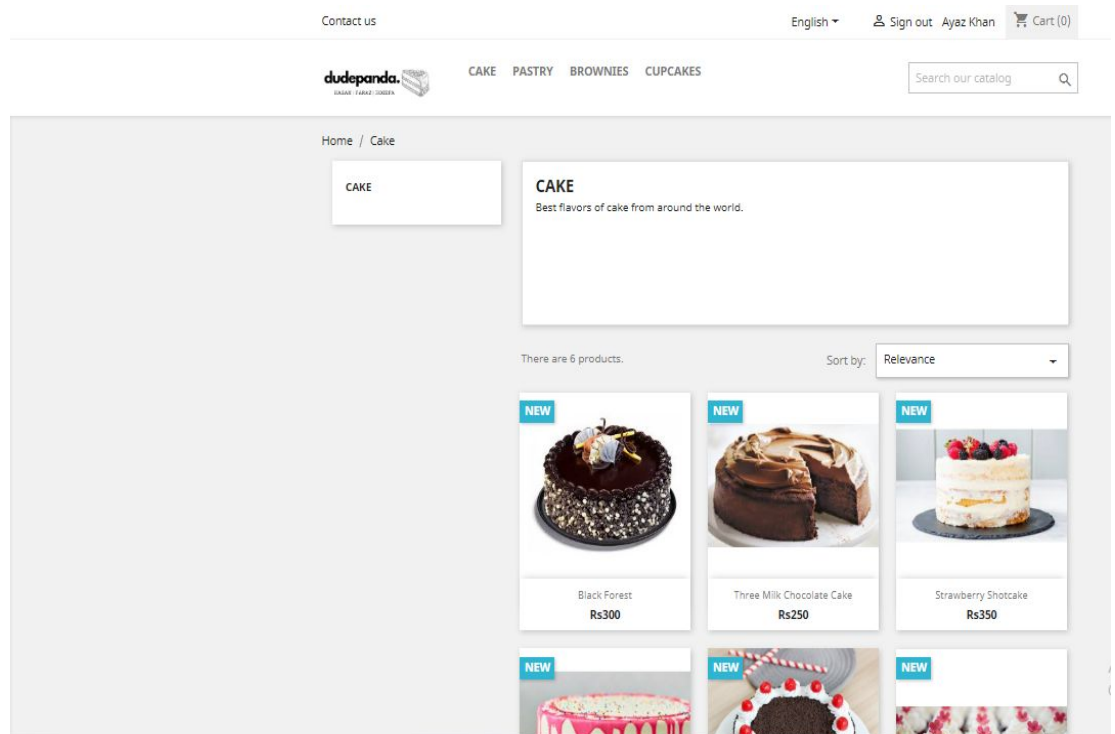 Contact us
English
Sign out Ayaz Khan
Cart (0)
dudepanda.
CAKE PASTRY BROWNIES CUPCAKES
Search our catalog
Home / Cake
CAKE
CAKE
Best flavors of cake from around the world.
There are 6 products.
Sort by: Relevance
NEW
NEW
NEW
Black Forest
Rs300
Three Milk Chocolate Cake
Rs250
Strawberry Shotcake
Rs350
NEW
NEW
NEW